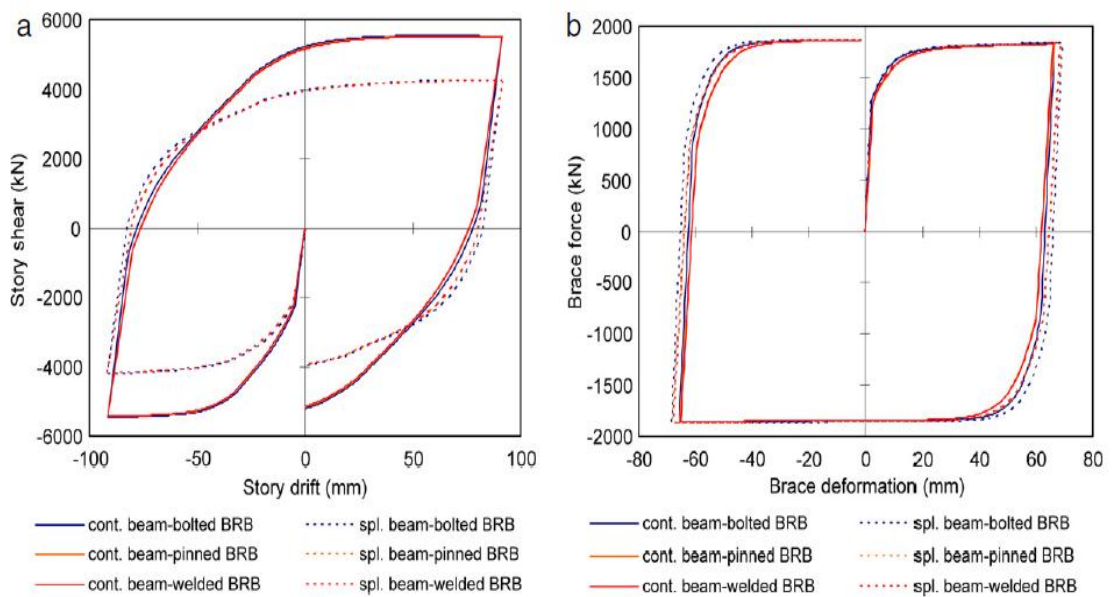 a
6000
4000
2000
0
-2000
-4000
-6000
Story shear (kN)
-100
-50
0
50
100
Story drift (mm)
cont. beam-bolted BRB
spl. beam-bolted BRB
cont. beam-pinned BRB
spl. beam-pinned BRB
cont. beam-welded BRB
spl. beam-welded BRB
b
2000
1500
1000
500
0
-500
-1000
-1500
-2000
Brace force (kN)
-80
-60
-40
-20
0
20
40
60
80
Brace deformation (mm)
cont. beam-bolted BRB
spl. beam-bolted BRB
cont. beam-pinned BRB
spl. beam-pinned BRB
cont. beam-welded BRB
spl. beam-welded BRB